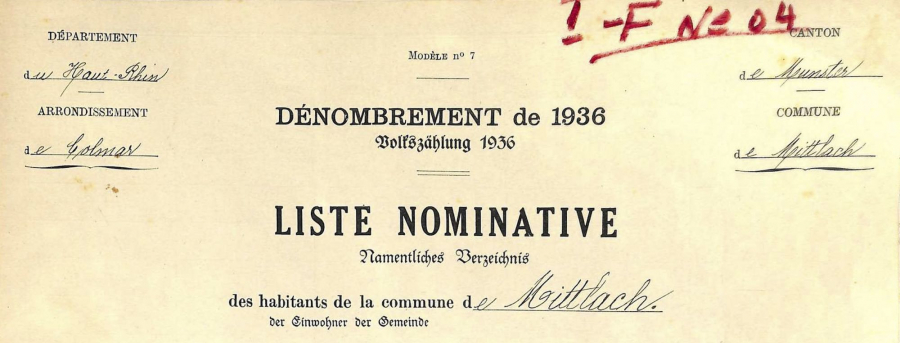 I-F No 04
DÉPARTEMENT
du Haut-Rhin
ARRONDISSEMENT
de Colmar
MODÈLE nº 7
DÉNOMBREMENT de 1936
Volkszählung 1936
CANTON
de Munster
COMMUNE
de Mittlach
LISTE NOMINATIVE
Namentliches Verzeichnis
des habitants de la commune de Mittlach.
der Einwohner der Gemeinde